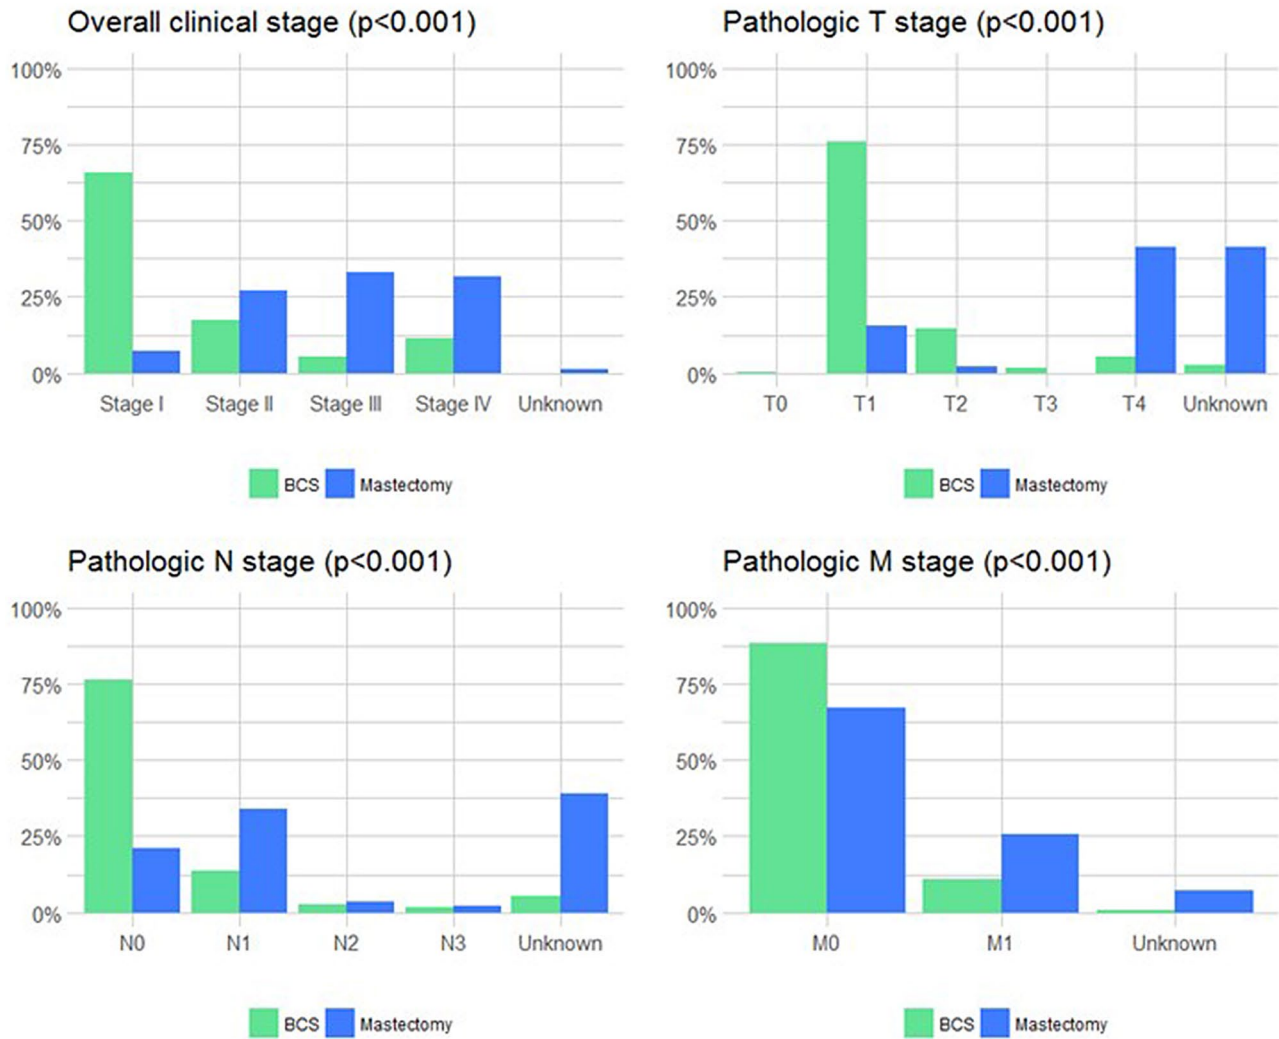 Overall clinical stage (p<0.001)
100%
75%
50%
25%
0%
Stage I Stage II Stage III Stage IV Unknown
BCS Mastectomy
Pathologic T stage (p<0.001)
100%
75%
50%
25%
0%
T0 T1 T2 T3 T4 Unknown
BCS Mastectomy
Pathologic N stage (p<0.001)
100%
75%
50%
25%
0%
N0 N1 N2 N3 Unknown
BCS Mastectomy
Pathologic M stage (p<0.001)
100%
75%
50%
25%
0%
M0 M1 Unknown
BCS Mastectomy